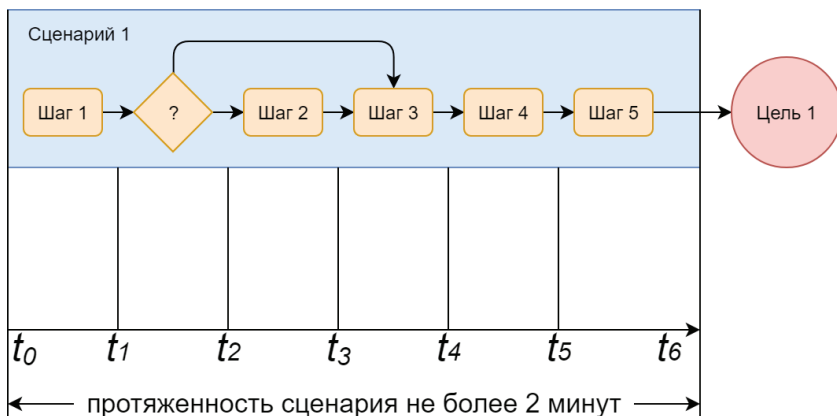 Сценарий 1
Шаг 1
?
Шаг 2
Шаг 3
Шаг 4
Шаг 5
Цель 1
t0 t1 t2 t3 t4 t5 t6
протяженность сценария не более 2 минут